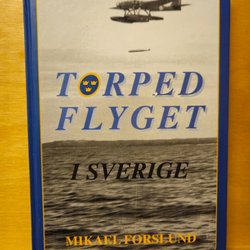 TORPED
FLYGET
I SVERIGE
MIKAEL FORSLUND